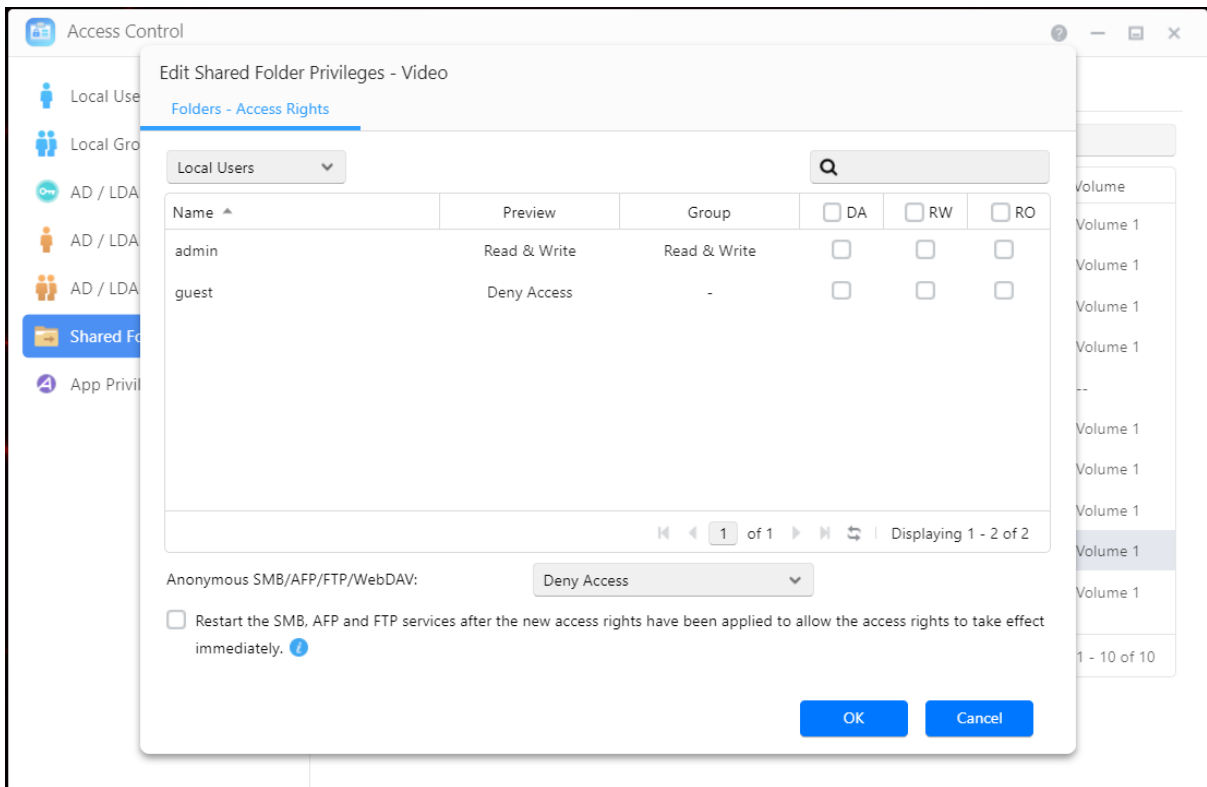 Access Control
Edit Shared Folder Privileges - Video
Folders - Access Rights
Local Use
Local Gro
AD / LDA
AD / LDA
AD / LDA
Shared Fo
App Privil
Local Users
Name Preview Group DA RW RO
admin Read & Write Read & Write
guest Deny Access -
1 of 1 Displaying 1 - 2 of 2
Anonymous SMB/AFP/FTP/WebDAV: Deny Access
Restart the SMB, AFP and FTP services after the new access rights have been applied to allow the access rights to take effect
immediately.
OK Cancel
Volume
Volume 1
Volume 1
Volume 1
Volume 1
--
Volume 1
Volume 1
Volume 1
Volume 1
Volume 1
1 - 10 of 10